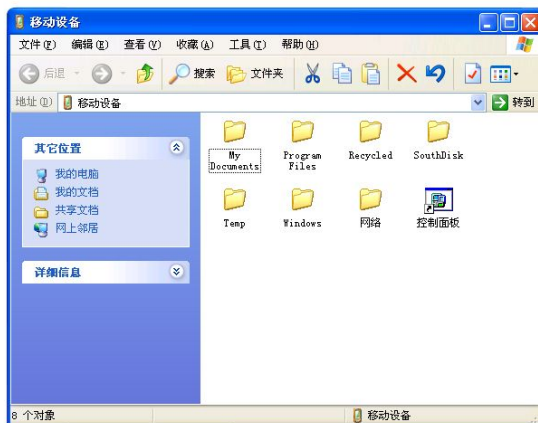 移动设备
文件(F) 编辑(E) 查看(V) 收藏(A) 工具(T) 帮助(H)
后退 搜索 文件夹
地址(D) 移动设备 转到
其它位置
我的电脑
我的文档
共享文档
网上邻居
详细信息
My Documents
Program Files
Recycled
SouthDisk
Temp
Windows
网络
控制面板
8 个对象
移动设备